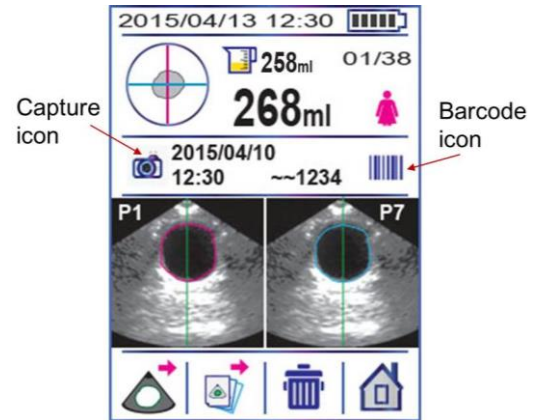 2015/04/13 12:30
258ml
01/38
268ml
Capture
icon
Barcode
icon
2015/04/10
12:30 ~~1234
P1
P7